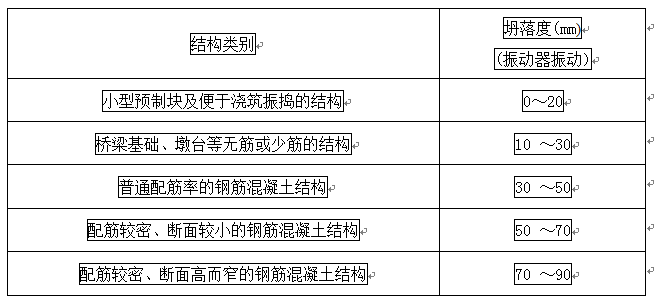 结构类别
坍落度(mm)
(振动器振动)
小型预制块及便于浇筑振捣的结构
0～20
桥梁基础、墩台等无筋或少筋的结构
10 ～30
普通配筋率的钢筋混凝土结构
30 ～50
配筋较密、断面较小的钢筋混凝土结构
50 ～70
配筋较密、断面高而窄的钢筋混凝土结构
70 ～90